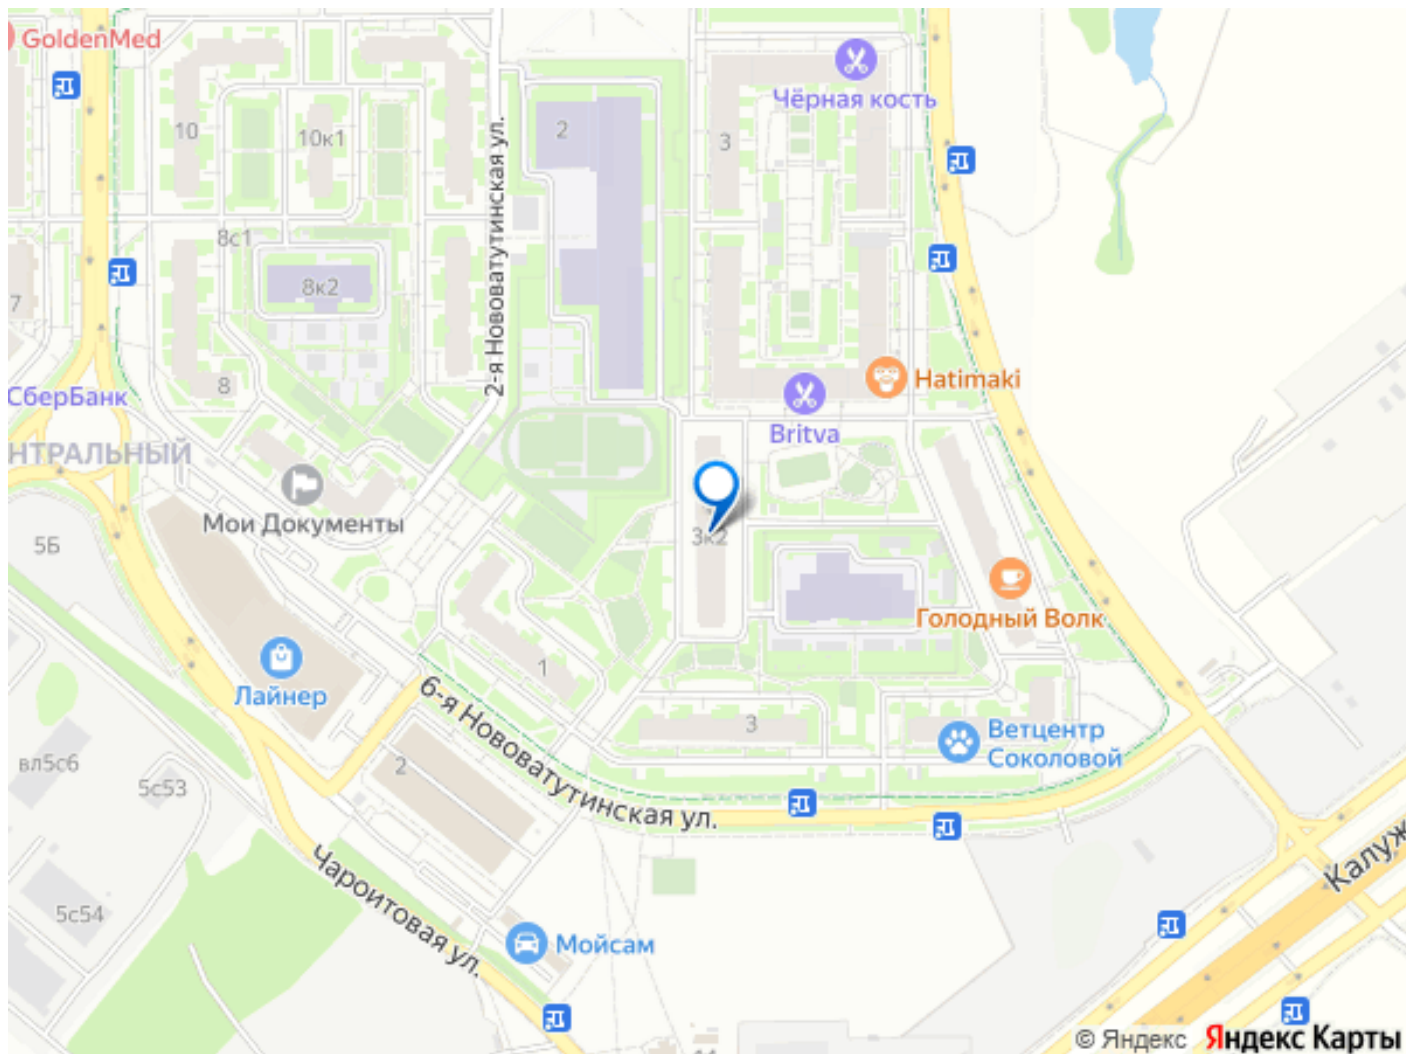 GoldenMed
Чёрная кость
10
10к1
2
3
2-я Нововатутинская ул.
8с1
8к2
7
8
СберБанк
Hatimaki
Britva
НТРАЛЬНЫЙ
Мои Документы
3к2
5Б
Голодный Волк
1
Лайнер
6-я Нововатутинская ул.
3
Ветцентр
Соколовой
вл5с6
5с53
2
Чароитовая ул.
Калуж
5с54
Мойсам
© Яндекс Яндекс Карты